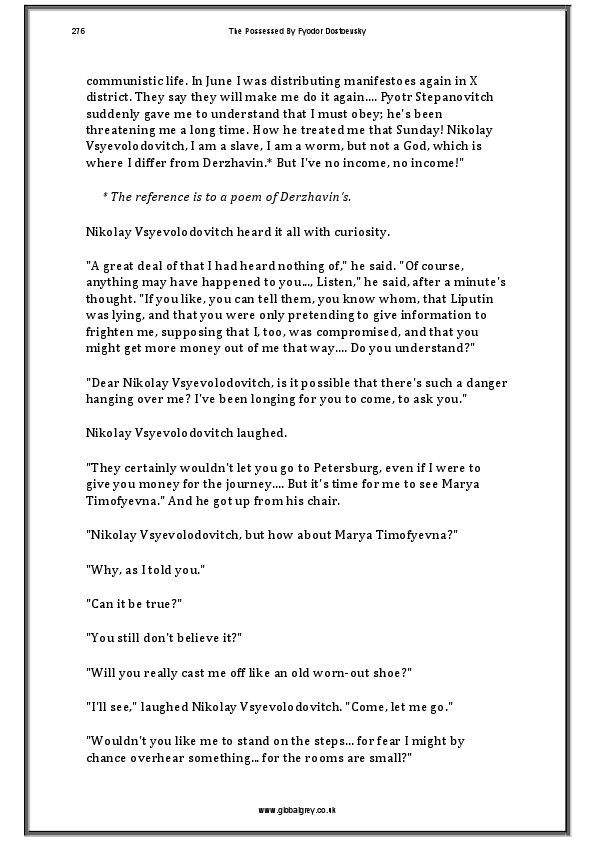 276
The Possessed By Fyodor Dostoevsky
communistic life. In June I was distributing manifestoes again in X
district. They say they will make me do it again.... Pyotr Stepanovitch
suddenly gave me to understand that I must obey; he's been
threatening me a long time. How he treated me that Sunday! Nikolay
Vsyevolodovitch, I am a slave, I am a worm, but not a God, which is
where I differ from Derzhavin.* But I've no income, no income!"
* The reference is to a poem of Derzhavin's.
Nikolay Vsyevolodovitch heard it all with curiosity.
"A great deal of that I had heard nothing of," he said. "Of course,
anything may have happened to you..., Listen," he said, after a minute's
thought. "If you like, you can tell them, you know whom, that Liputin
was lying, and that you were only pretending to give information to
frighten me, supposing that I, too, was compromised, and that you
might get more money out of me that way.... Do you understand?"
"Dear Nikolay Vsyevolodovitch, is it possible that there's such a danger
hanging over me? I've been longing for you to come, to ask you."
Nikolay Vsyevolodovitch laughed.
"They certainly wouldn't let you go to Petersburg, even if I were to
give you money for the journey.... But it's time for me to see Marya
Timofyevna." And he got up from his chair.
"Nikolay Vsyevolodovitch, but how about Marya Timofyevna?"
"Why, as I told you."
"Can it be true?"
"You still don't believe it?"
"Will you really cast me off like an old worn-out shoe?"
"I'll see," laughed Nikolay Vsyevolodovitch. "Come, let me go."
"Wouldn't you like me to stand on the steps... for fear I might by
chance overhear something... for the rooms are small?"
www.globalgrey.co.uk